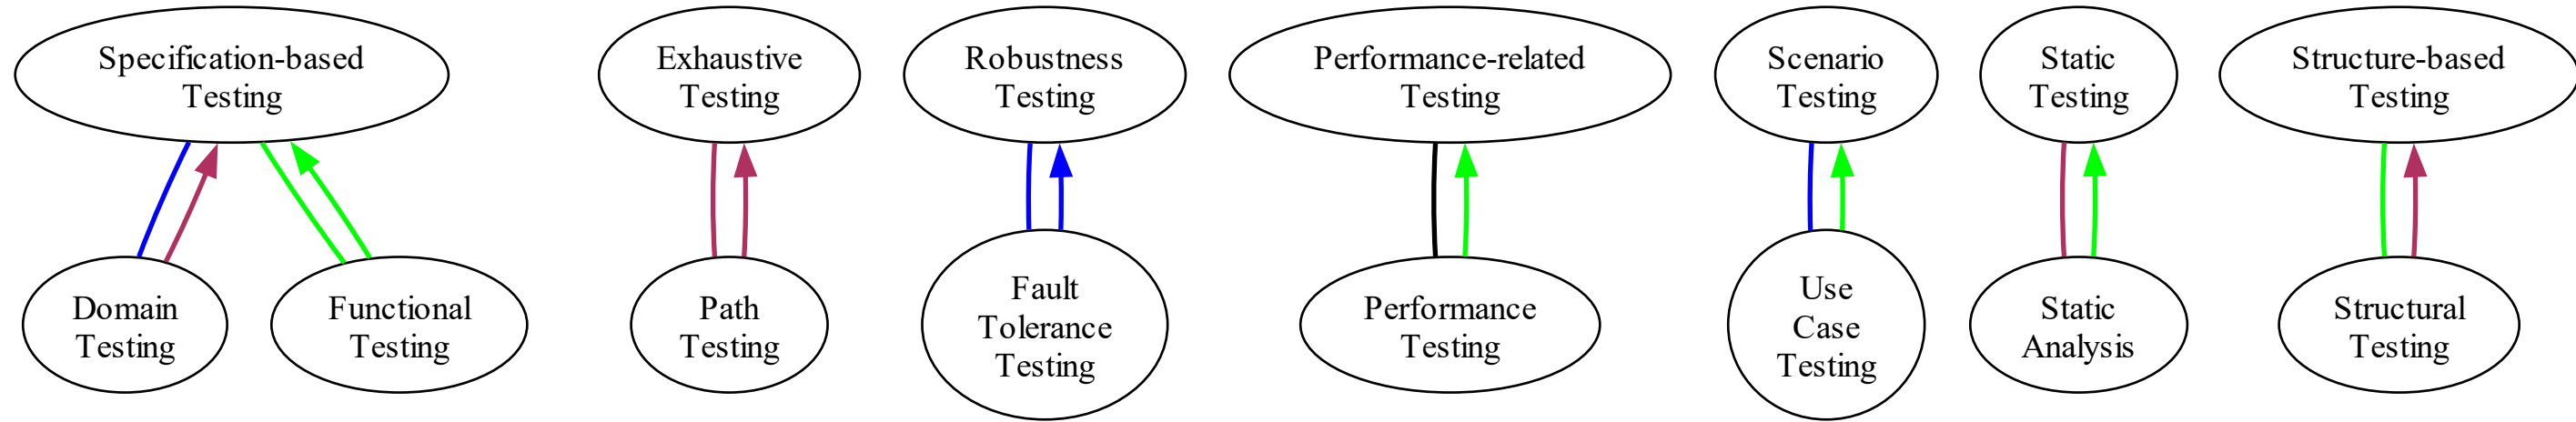 Specification-based
Testing
Exhaustive
Testing
Robustness
Testing
Performance-related
Testing
Scenario
Testing
Static
Testing
Structure-based
Testing
Domain
Testing
Functional
Testing
Path
Testing
Fault
Tolerance
Testing
Performance
Testing
Use
Case
Testing
Static
Analysis
Structural
Testing